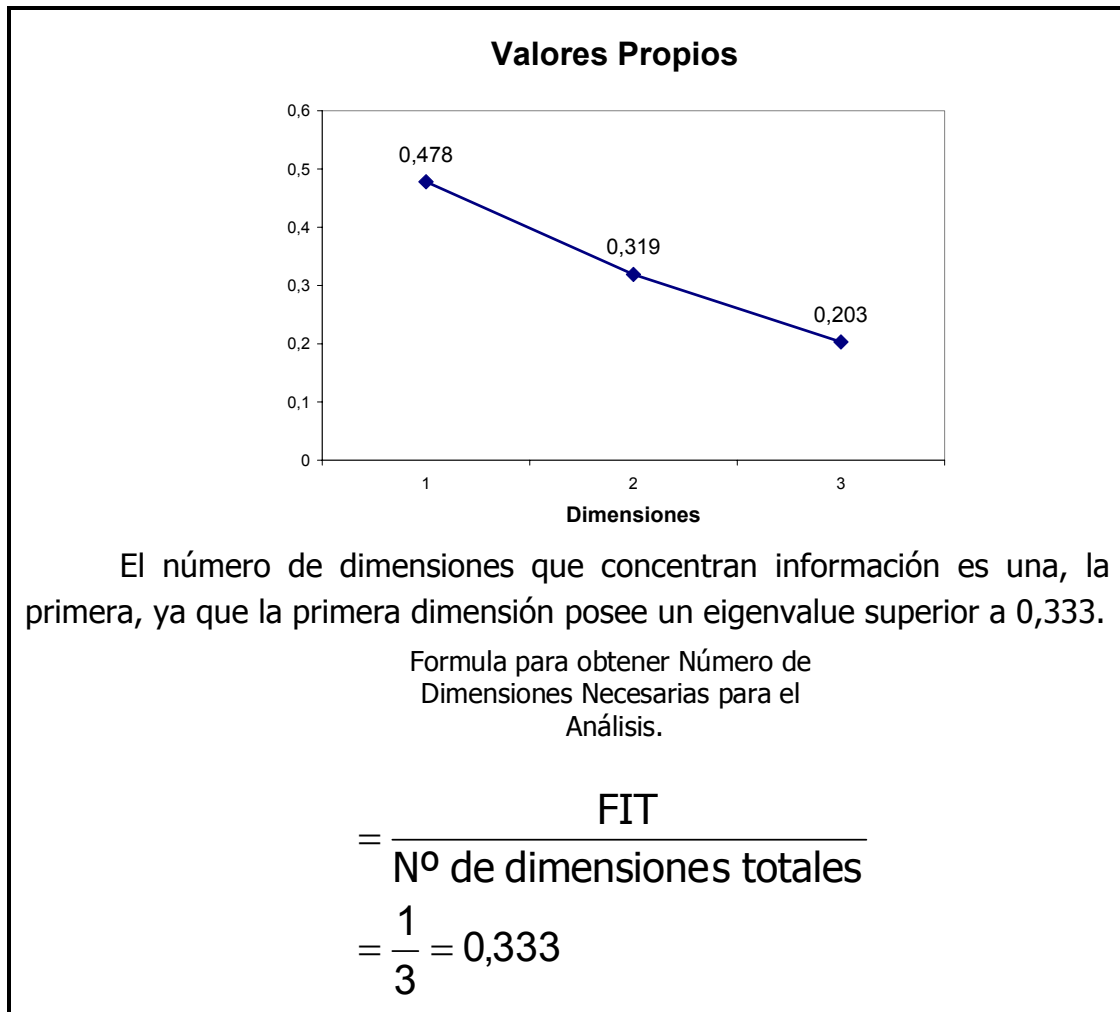 Valores Propios
0,6
0,5
0,4
0,3
0,2
0,1
0
0,478
0,319
0,203
1
2
3
Dimensiones
El número de dimensiones que concentran información es una, la
primera, ya que la primera dimensión posee un eigenvalue superior a 0,333.
Formula para obtener Número de
Dimensiones Necesarias para el
Análisis.
= FIT / Nº de dimensiones totales
= 1/3 = 0,333